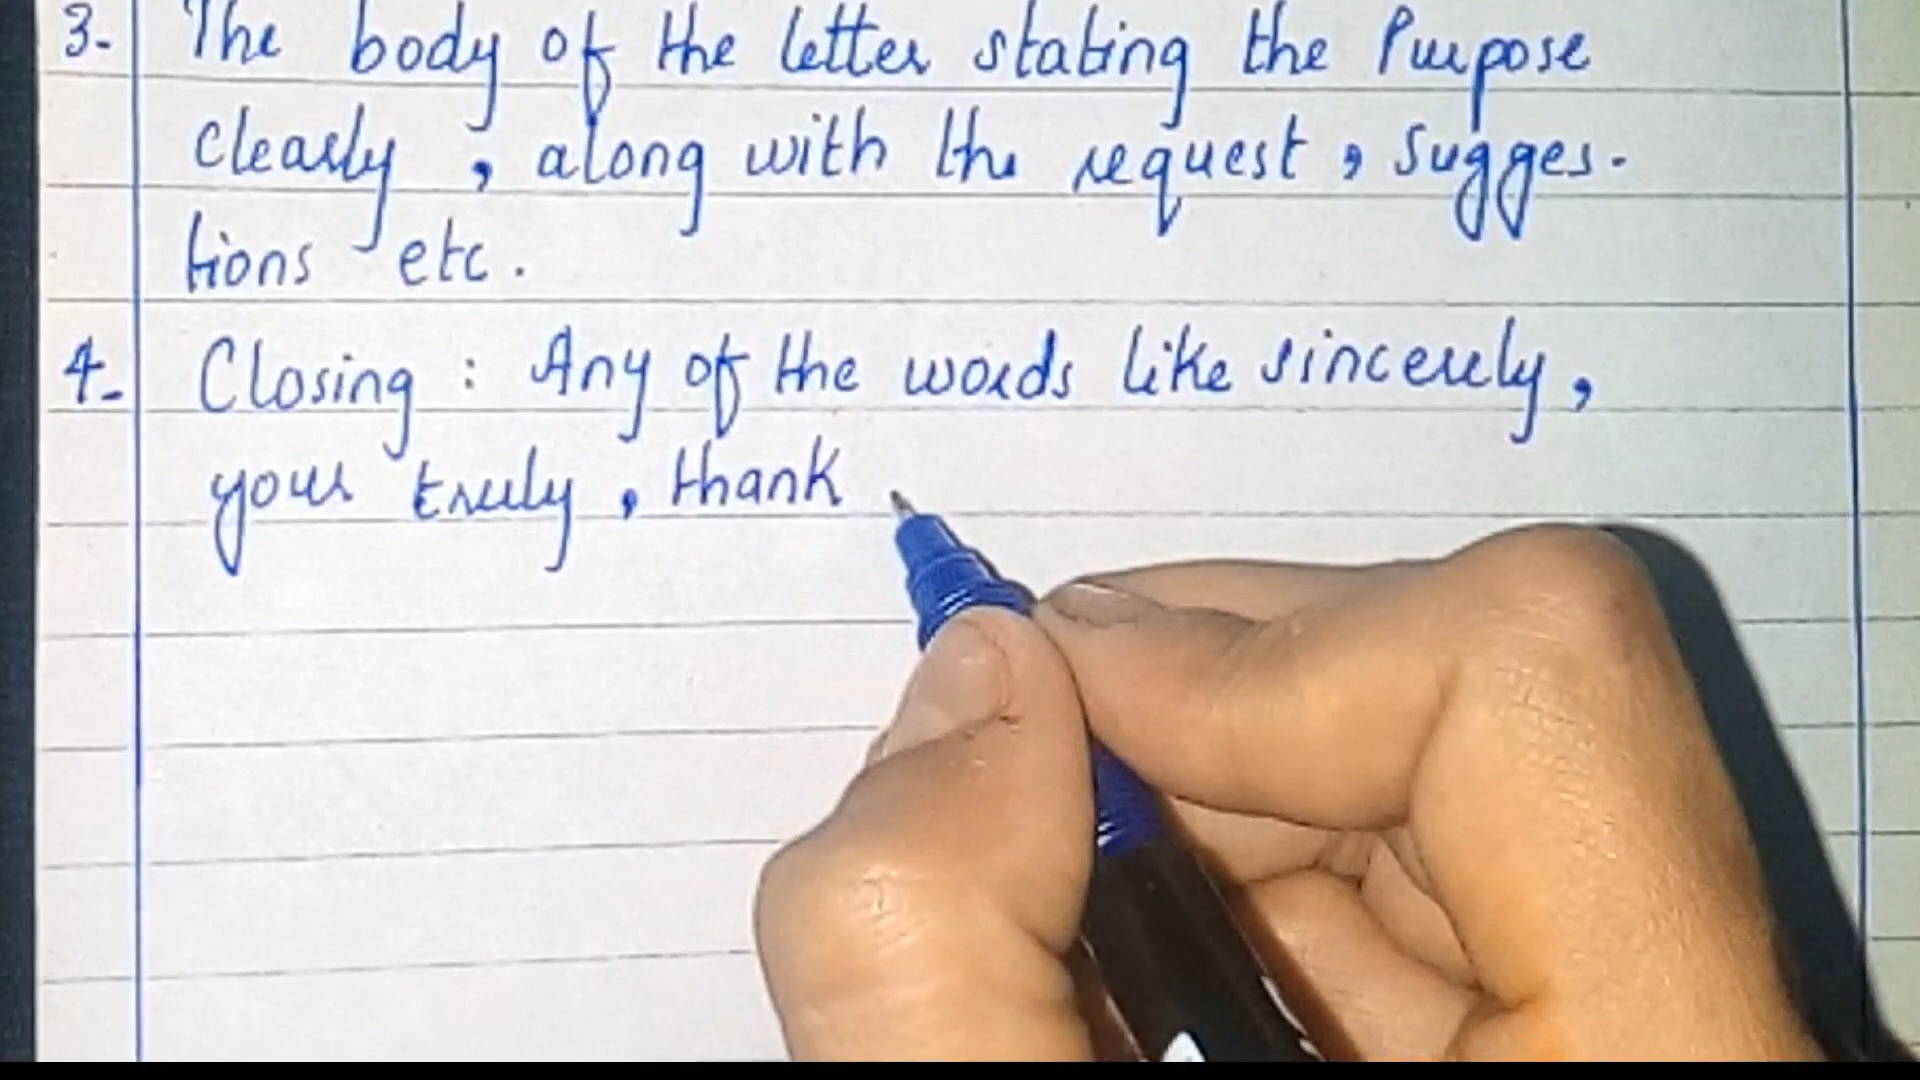 3- The body of the letter stating the Purpose
clearly, along with the request, sugges-
tions etc.
4- Closing : Any of the words like sincerely,
your truly, thank